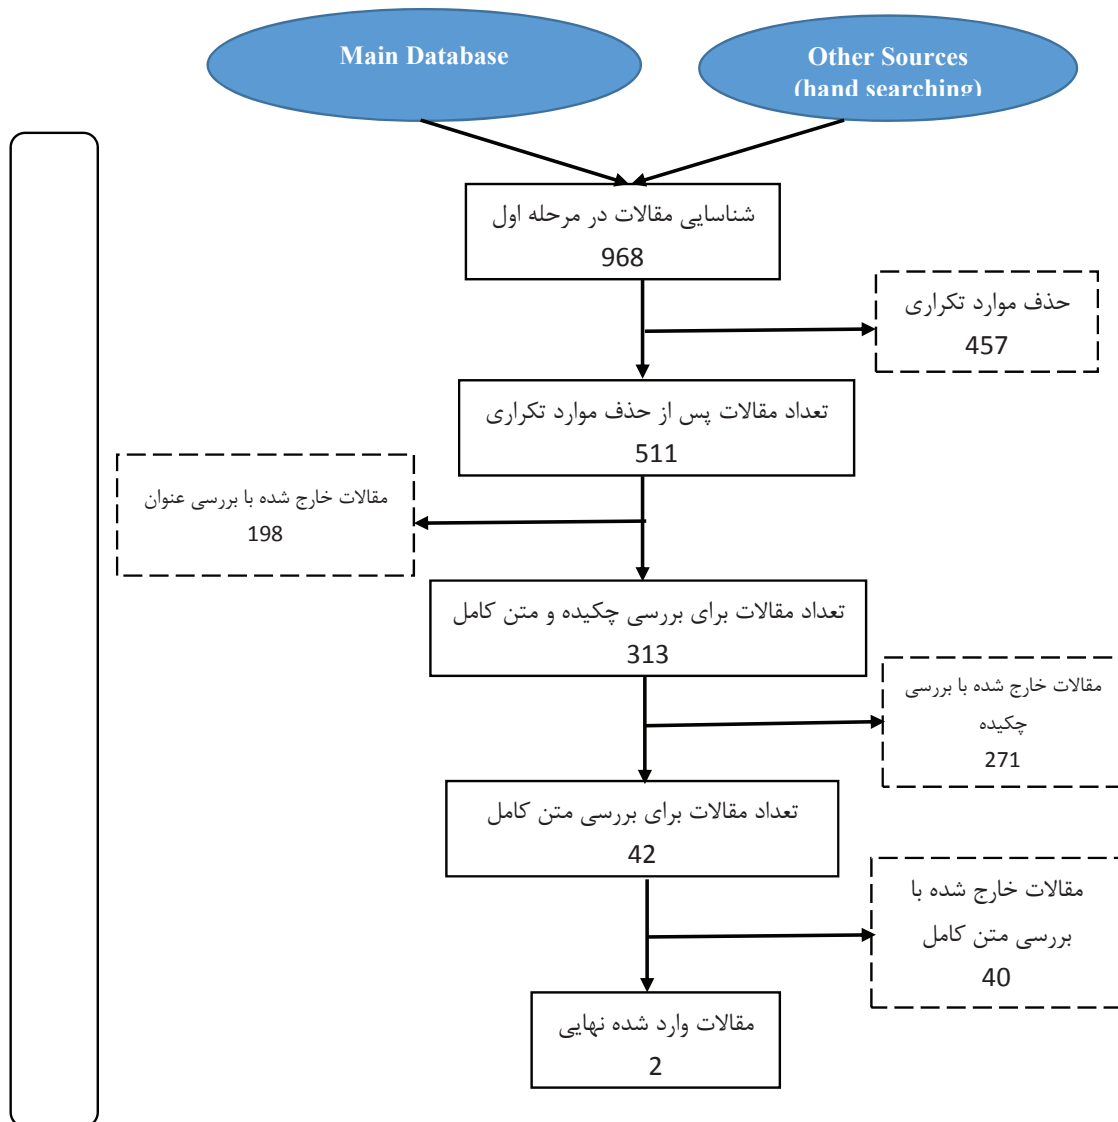 Main Database
Other Sources
(hand searching)
شناسایی مقالات در مرحله اول
968
حذف موارد تکراری
457
تعداد مقالات پس از حذف موارد تکراری
511
مقالات خارج شده با بررسی عنوان
198
تعداد مقالات برای بررسی چکیده و متن کامل
313
مقالات خارج شده با بررسی
چکیده
271
تعداد مقالات برای بررسی متن کامل
42
مقالات خارج شده با
بررسی متن کامل
40
مقالات وارد شده نهایی
2